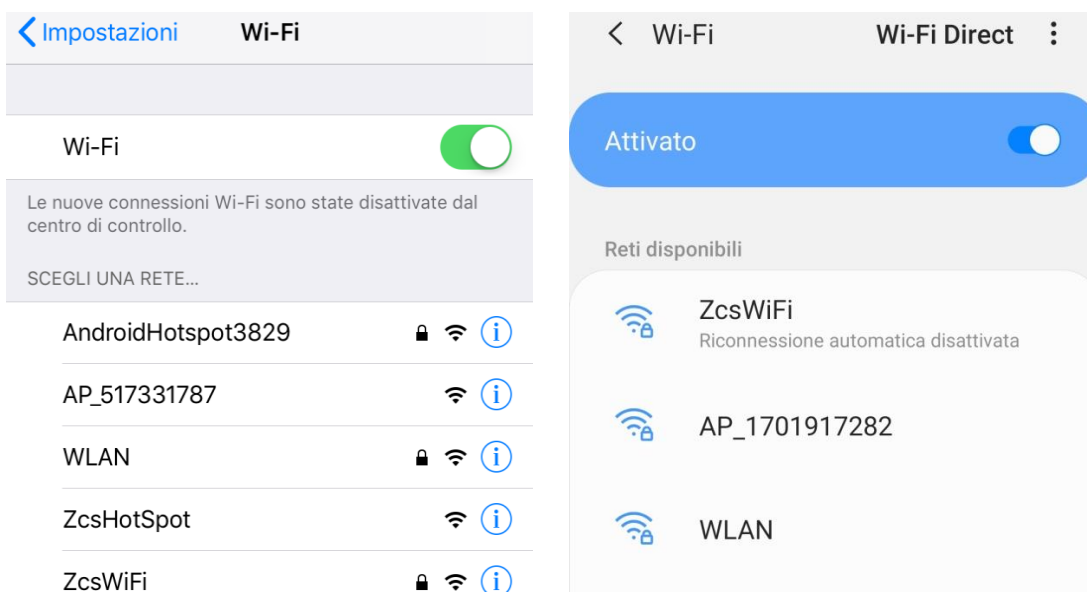 Impostazioni
Wi-Fi
Wi-Fi
Le nuove connessioni Wi-Fi sono state disattivate dal
centro di controllo.
SCEGLI UNA RETE...
AndroidHotspot3829
AP_517331787
WLAN
ZcsHotSpot
ZcsWiFi
Wi-Fi
Wi-Fi Direct
Attivato
Reti disponibili
ZcsWiFi
Riconnessione automatica disattivata
AP_1701917282
WLAN